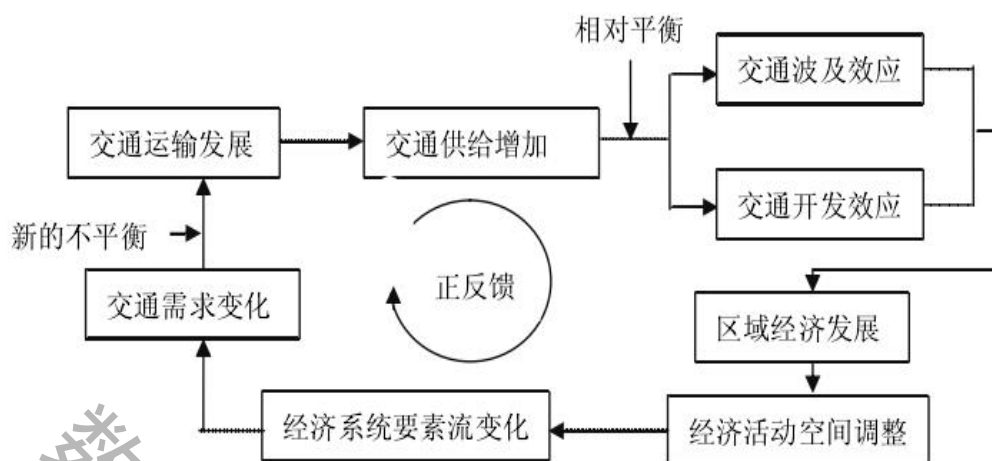 相对平衡
交通波及效应
交通运输发展
交通供给增加
交通开发效应
新的不平衡
交通需求变化
正反馈
区域经济发展
经济系统要素流变化
经济活动空间调整